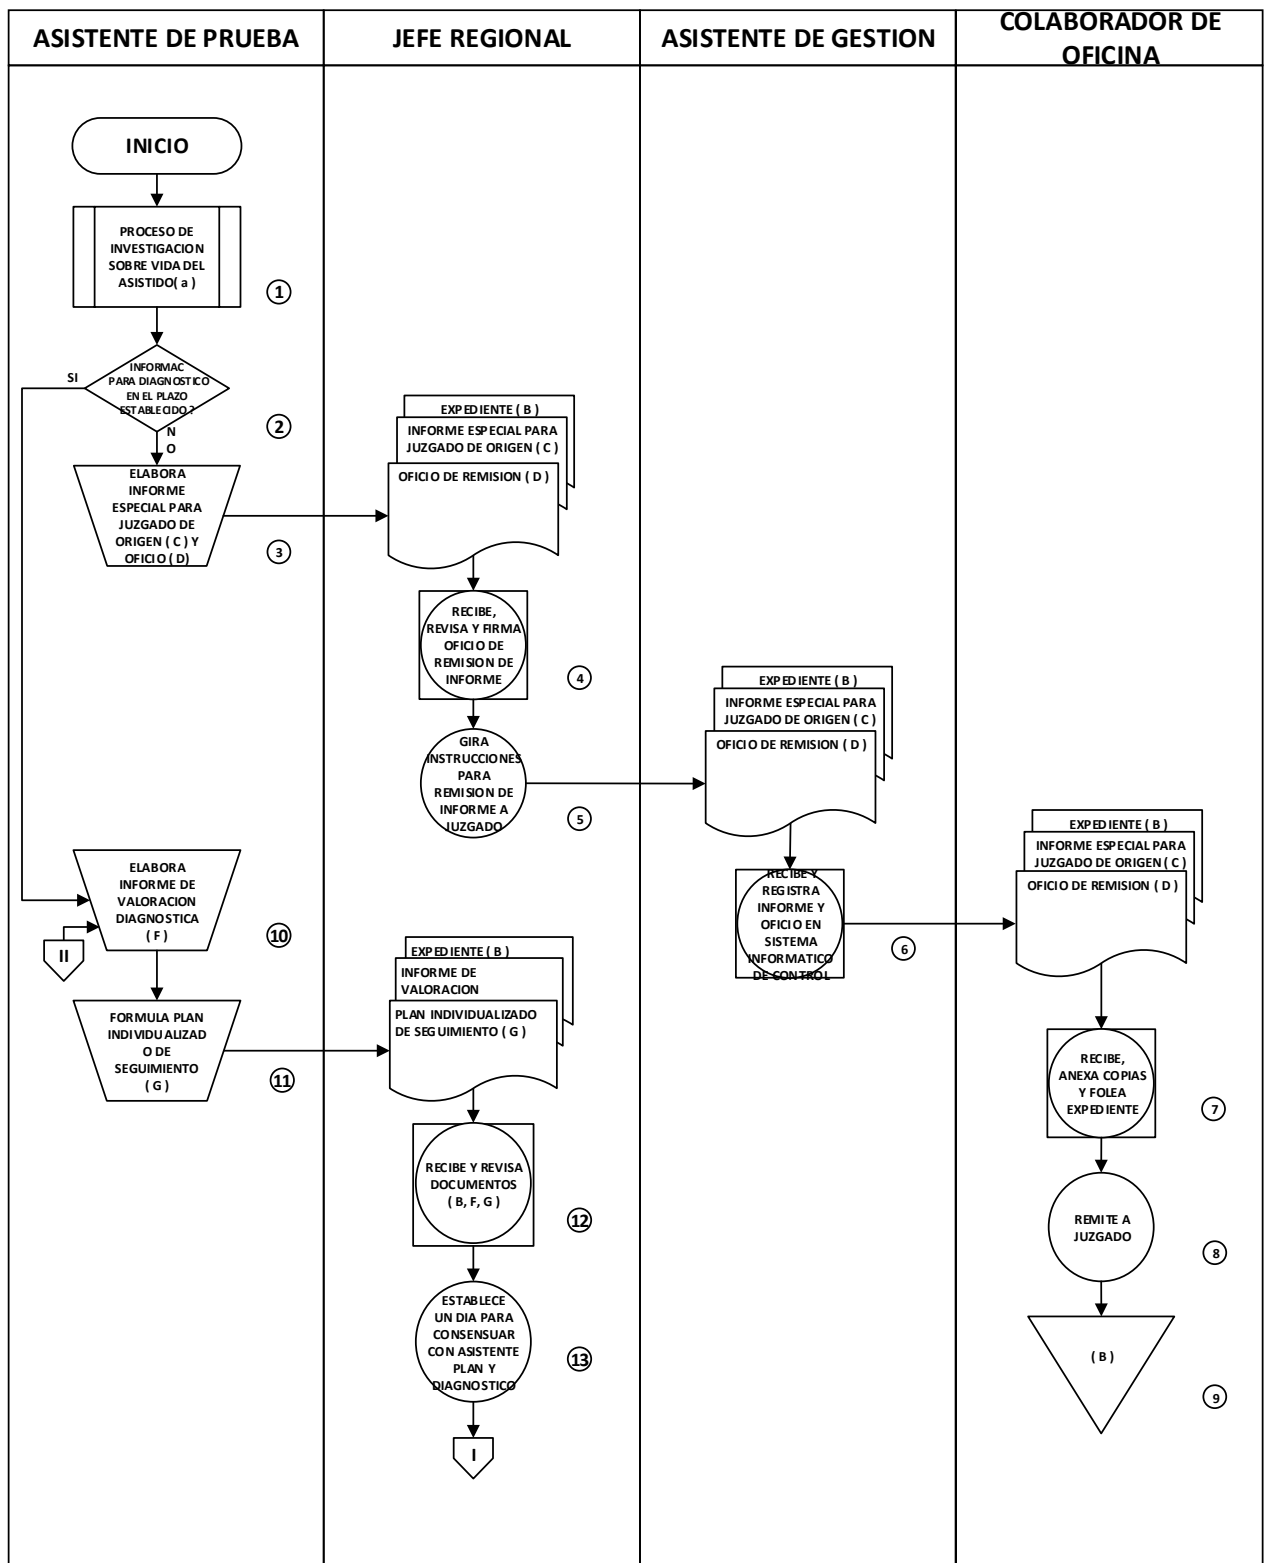 ASISTENTE DE PRUEBA
JEFE REGIONAL
ASISTENTE DE GESTION
COLABORADOR DE
OFICINA
INICIO
PROCESO DE
INVESTIGACION
SOBRE VIDA DEL
ASISTIDO( a )
1
INFORMAC
PARA DIAGNOSTICO
EN EL PLAZO
ESTABLECIDO ?
SI
2
N
O
ELABORA
INFORME
ESPECIAL PARA
JUZGADO DE
ORIGEN ( C ) Y
OFICIO ( D)
3
EXPEDIENTE ( B )
INFORME ESPECIAL PARA
JUZGADO DE ORIGEN ( C )
OFICIO DE REMISION ( D )
RECIBE,
REVISA Y FIRMA
OFICIO DE
REMISION DE
INFORME
4
GIRA
INSTRUCCIONES
PARA
REMISION DE
INFORME A
JUZGADO
5
EXPEDIENTE ( B )
INFORME ESPECIAL PARA
JUZGADO DE ORIGEN ( C )
OFICIO DE REMISION ( D )
RECIBE Y
REGISTRA
INFORME Y
OFICIO EN
SISTEMA
INFORMATICO
DE CONTROL
6
EXPEDIENTE ( B )
INFORME ESPECIAL PARA
JUZGADO DE ORIGEN ( C )
OFICIO DE REMISION ( D )
RECIBE,
ANEXA COPIAS
Y FOLEA
EXPEDIENTE
7
REMITE A
JUZGADO
8
( B )
9
ELABORA
INFORME DE
VALORACION
DIAGNOSTICA
( F )
10
II
FORMULA PLAN
INDIVIDUALIZAD
O DE
SEGUIMIENTO
( G )
11
EXPEDIENTE ( B )
INFORME DE
VALORACION
PLAN INDIVIDUALIZADO
DE SEGUIMIENTO ( G )
RECIBE Y REVISA
DOCUMENTOS
( B, F, G )
12
ESTABLECE
UN DIA PARA
CONSENSUAR
CON ASISTENTE
PLAN Y
DIAGNOSTICO
13
I